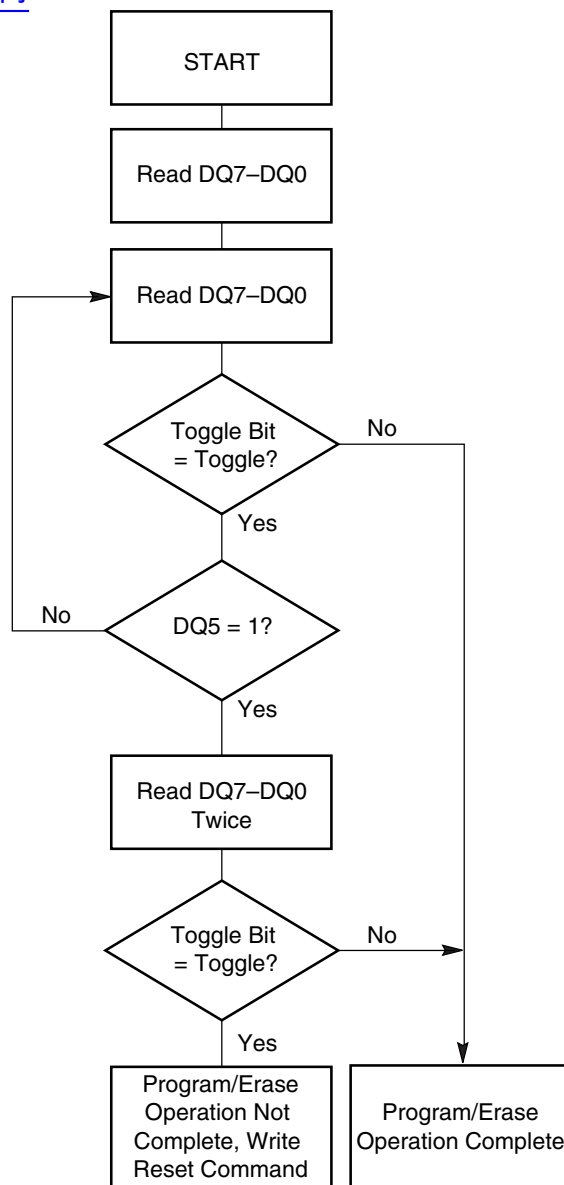 START
Read DQ7–DQ0
Read DQ7–DQ0
Toggle Bit
= Toggle?
No
Yes
No
DQ5 = 1?
Yes
Read DQ7–DQ0
Twice
Toggle Bit
= Toggle?
No
Yes
Program/Erase
Operation Not
Complete, Write
Reset Command
Program/Erase
Operation Complete